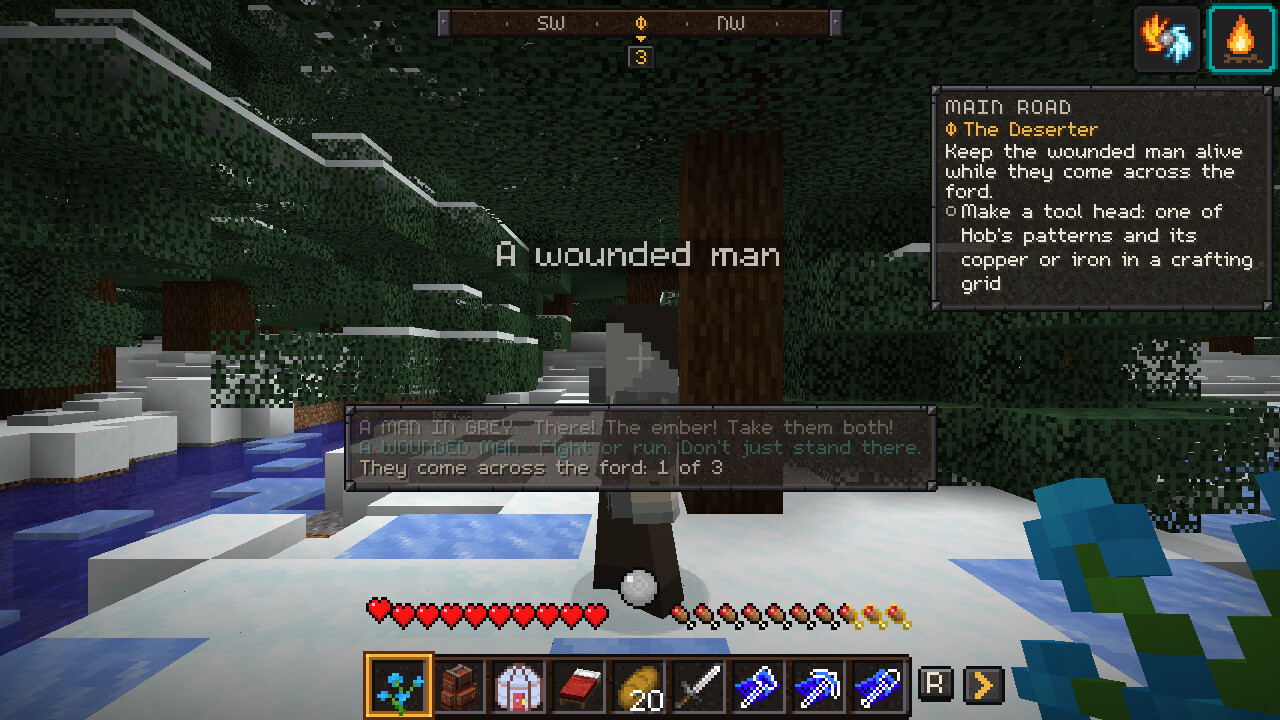 SW
NW
3
MAIN ROAD
The Deserter
Keep the wounded man alive
while they come across the
ford.
Make a tool head: one of
Hob's patterns and its
copper or iron in a crafting
grid
A wounded man
A MAN IN GREY There! The ember! Take them both!
A WOUNDED MAN Fight or run. Don't just stand there.
They come across the ford: 1 of 3
20
R